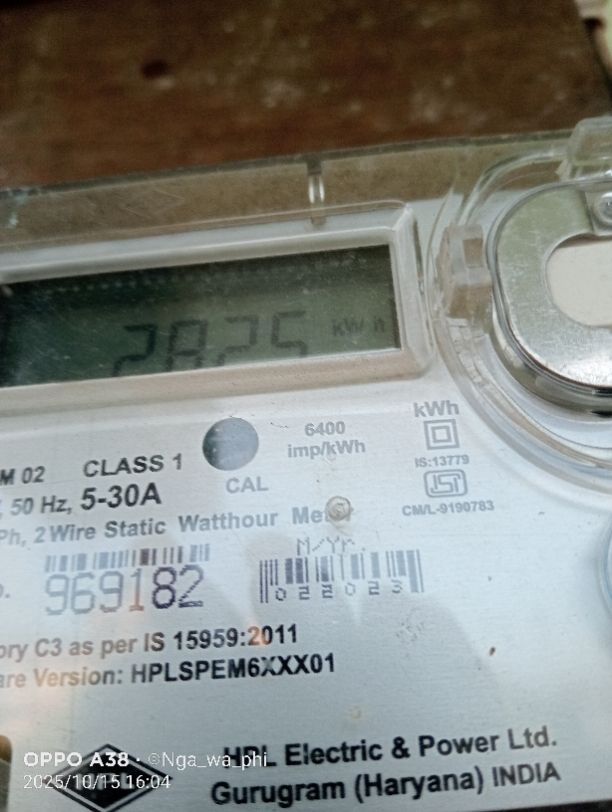 2825 kWh
6400
imp/kWh
kWh
IS:13779
CM/L-9190783
M 02 CLASS 1
CAL
50 Hz, 5-30A
Ph, 2 Wire Static Watthour Meter
M/Yr.
969182
022023
ory C3 as per IS 15959:2011
are Version: HPLSPEM6XXX01
HPL Electric & Power Ltd.
Gurugram (Haryana) INDIA
OPPO A38 · ©Nga_wa_phi
2025/10/15 16:04